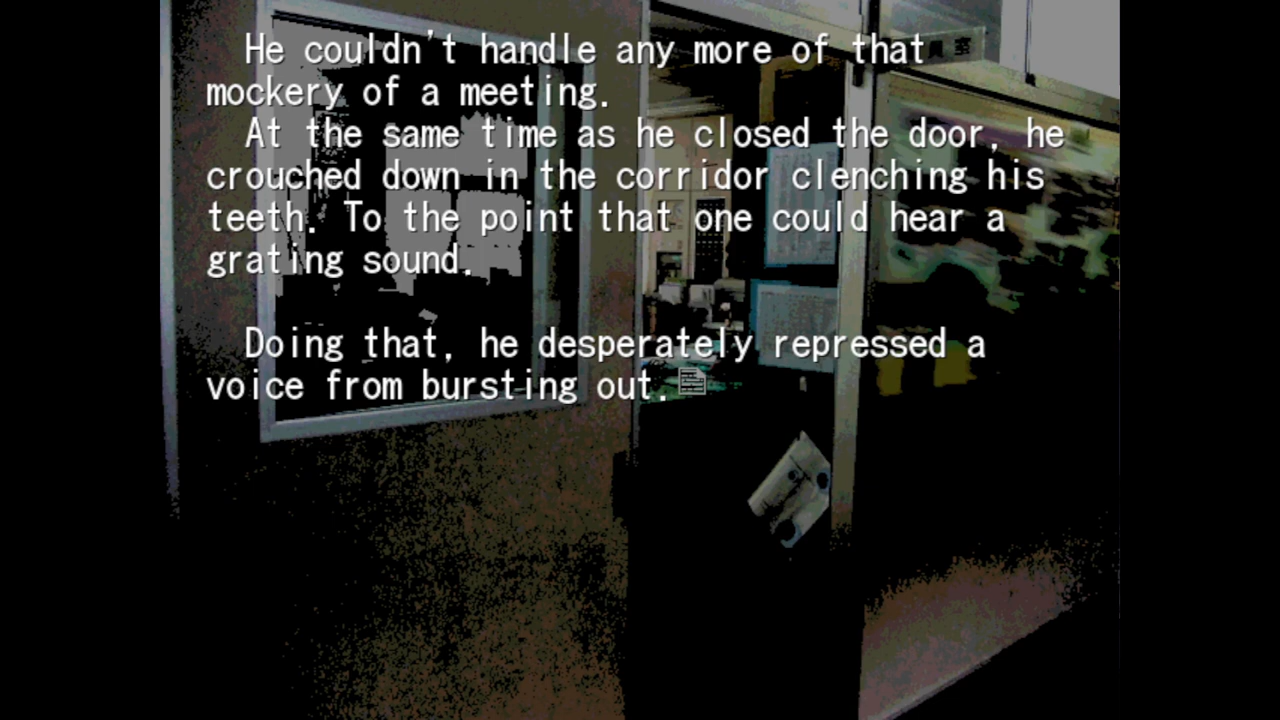 He couldn't handle any more of that
mockery of a meeting.
At the same time as he closed the door, he
crouched down in the corridor clenching his
teeth. To the point that one could hear a
grating sound.
Doing that, he desperately repressed a
voice from bursting out.